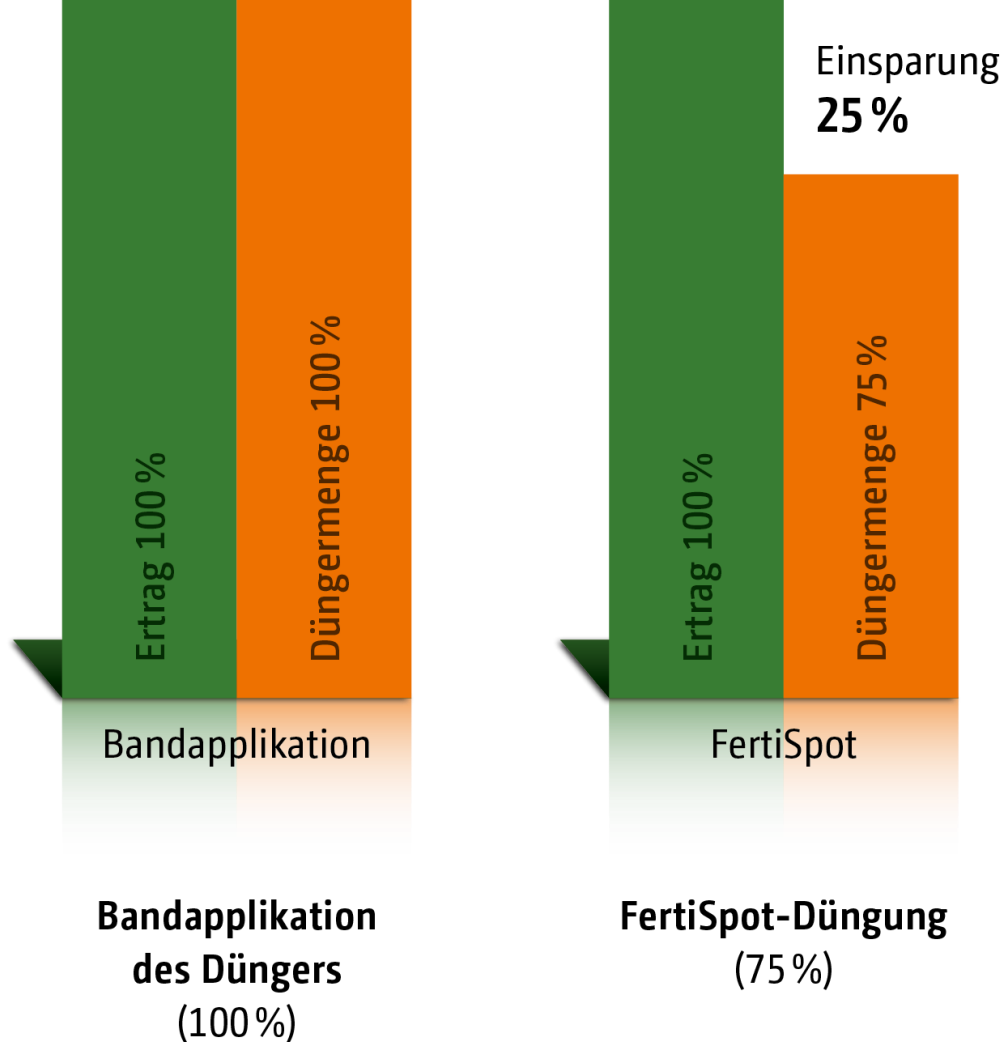 Einsparung
25 %
Ertrag 100 %
Düngermenge 100 %
Ertrag 100 %
Düngermenge 75 %
Bandapplikation
FertiSpot
Bandapplikation
des Düngers
(100 %)
FertiSpot-Düngung
(75 %)